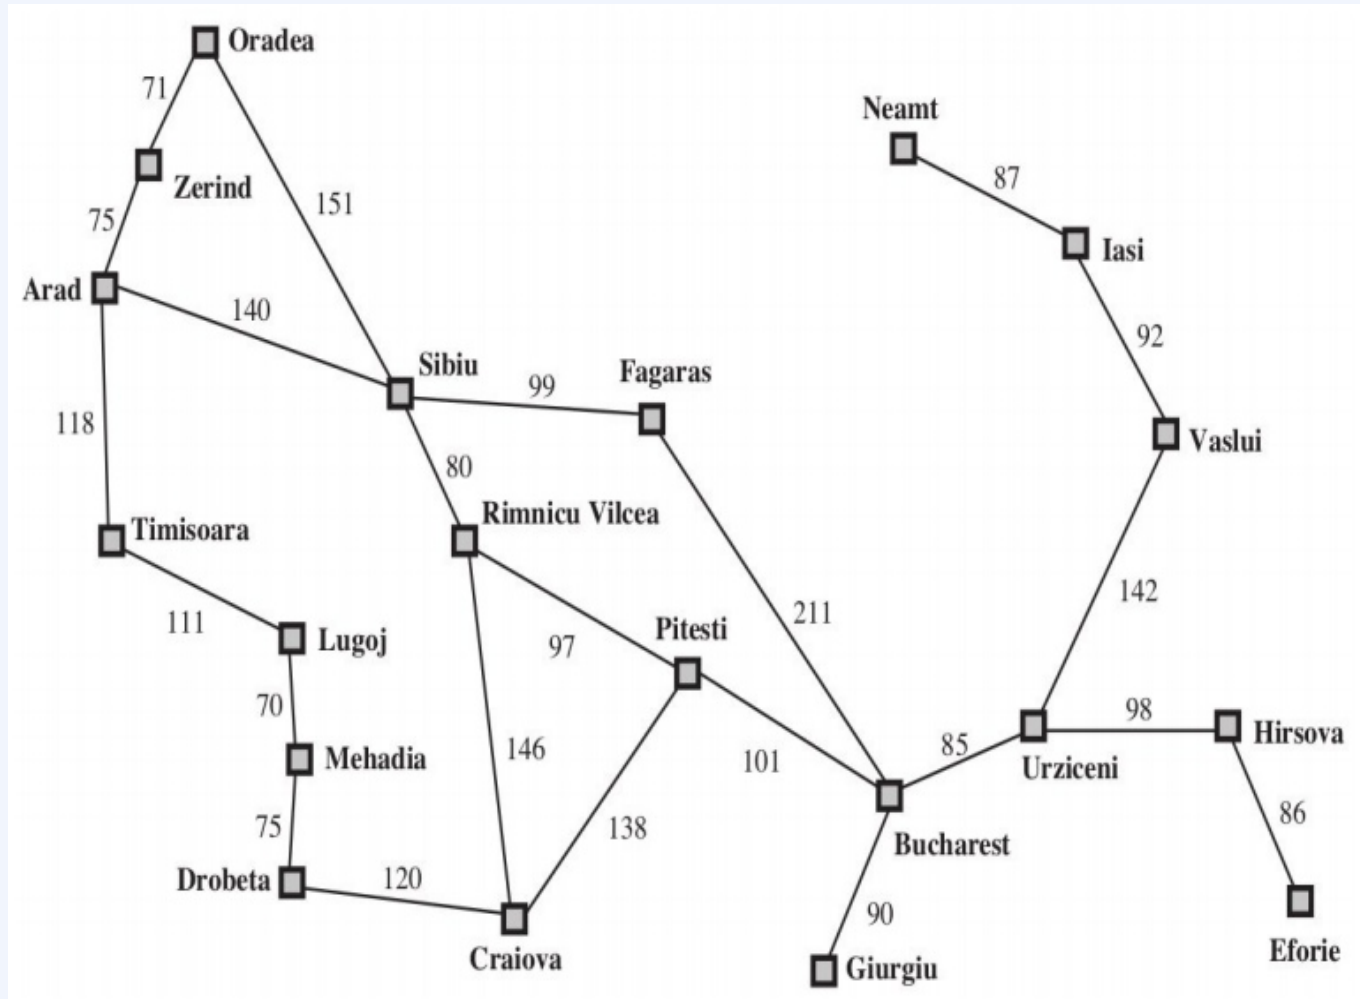 Oradea
71
Neamt
Zerind
87
151
75
Iasi
Arad
140
92
Sibiu
Fagaras
99
118
Vaslui
80
Rimnicu Vilcea
Timisoara
142
211
111
Pitesti
Lugoj
97
70
98
Hirsova
85
146
Mehadia
101
Urziceni
86
75
138
Bucharest
Drobeta
120
90
Eforie
Craiova
Giurgiu